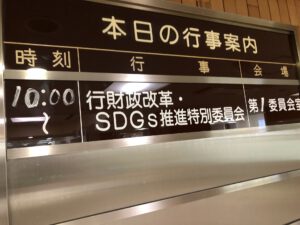 本日の行事案内
時刻 行事 会場
10:00 行財政改革・ 第1委員会室
→ SDGs推進特別委員会